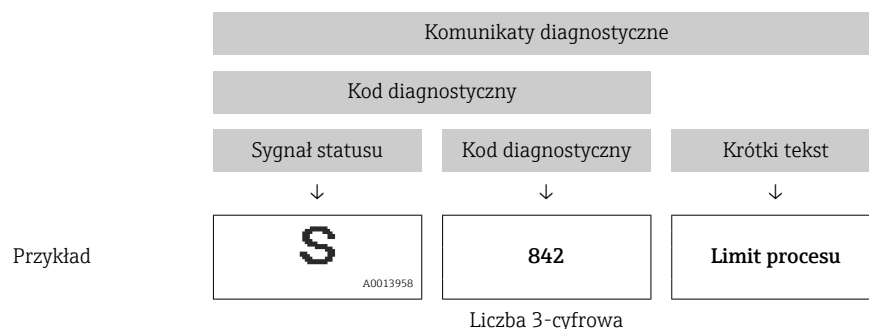 Komunikaty diagnostyczne
Kod diagnostyczny
Sygnał statusu Kod diagnostyczny Krótki tekst
↓ ↓ ↓
Przykład S 842 Limit procesu
A0013958
Liczba 3-cyfrowa